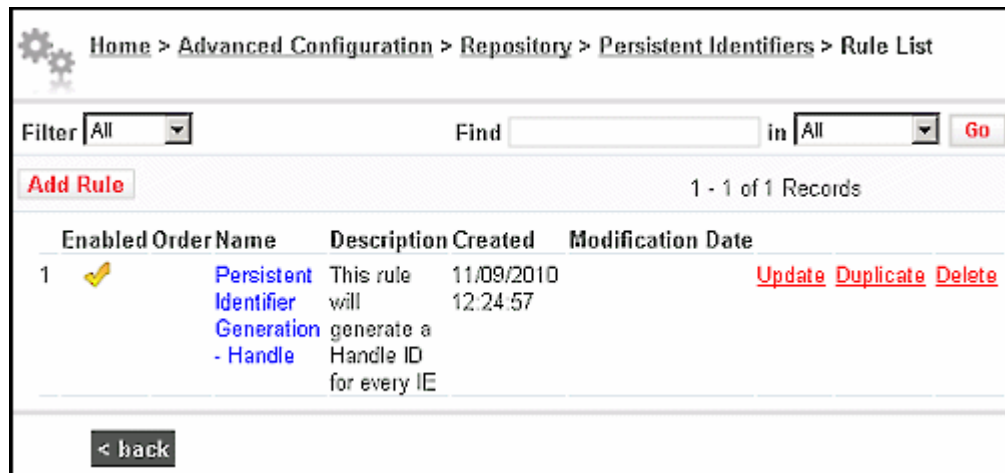 Home > Advanced Configuration > Repository > Persistent Identifiers > Rule List
Filter All Find in All Go
Add Rule 1 - 1 of 1 Records
Enabled Order Name Description Created Modification Date
1 Persistent This rule 11/09/2010 Update Duplicate Delete
Identifier will 12:24:57
Generation generate a
- Handle Handle ID
for every IE
< back